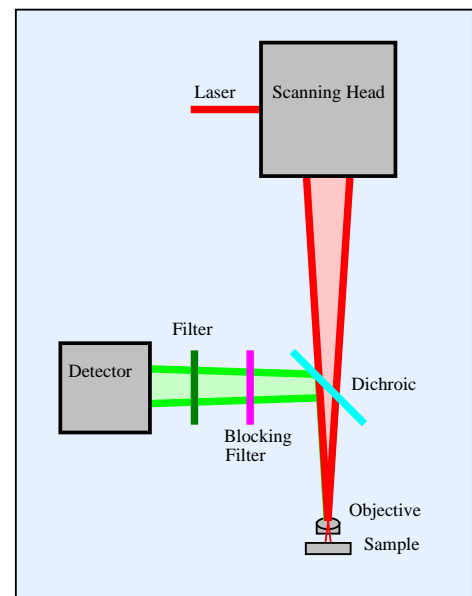 Laser
Scanning Head
Filter
Detector
Dichroic
Blocking
Filter
Objective
Sample